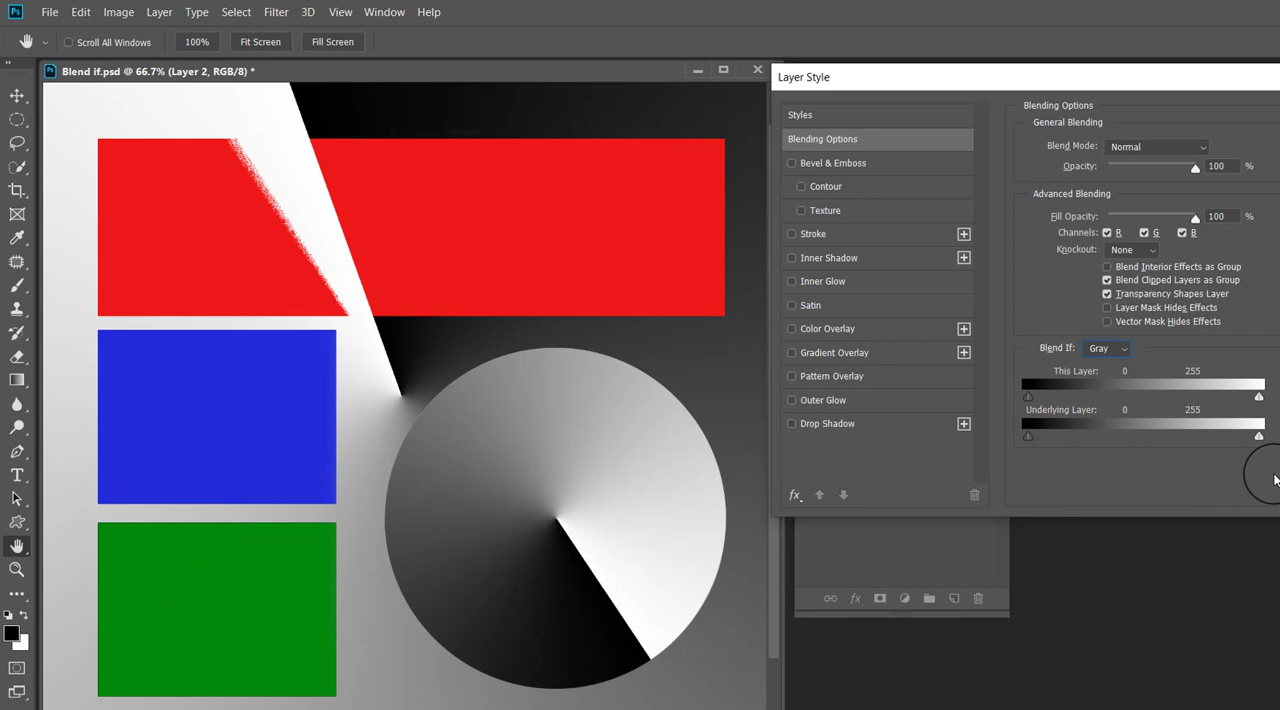 Ps File Edit Image Layer Type Select Filter 3D View Window Help
Scroll All Windows 100% Fit Screen Fill Screen
Ps Blend if.psd @ 66.7% (Layer 2, RGB/8) *
Layer Style
Styles
Blending Options
Bevel & Emboss
Contour
Texture
Stroke
Inner Shadow
Inner Glow
Satin
Color Overlay
Gradient Overlay
Pattern Overlay
Outer Glow
Drop Shadow
fx
Blending Options
General Blending
Blend Mode: Normal
Opacity: 100 %
Advanced Blending
Fill Opacity: 100 %
Channels: R G B
Knockout: None
Blend Interior Effects as Group
Blend Clipped Layers as Group
Transparency Shapes Layer
Layer Mask Hides Effects
Vector Mask Hides Effects
Blend If: Gray
This Layer: 0 255
Underlying Layer: 0 255
fx